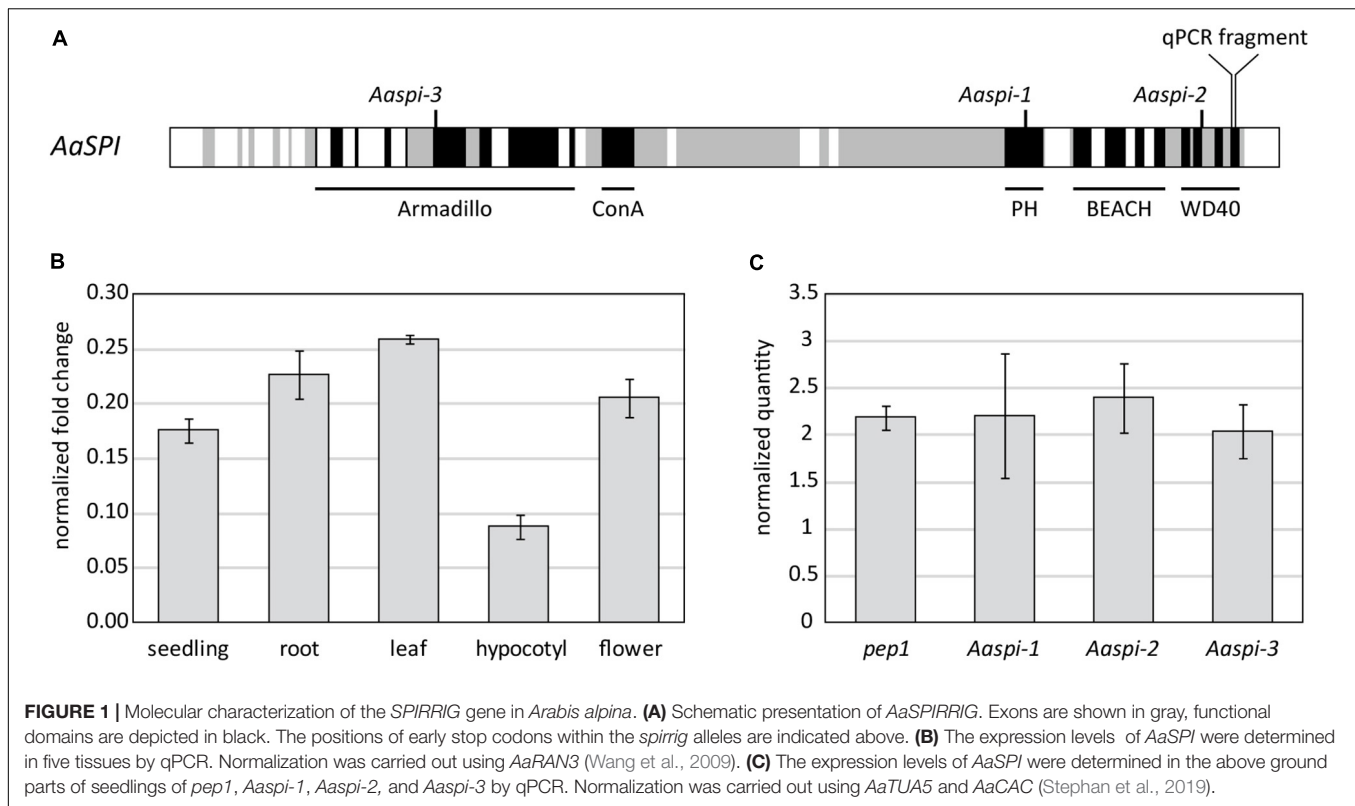 A
qPCR fragment
Aaspi-3
Aaspi-1
Aaspi-2
AaSPI
Armadillo
ConA
PH
BEACH
WD40
B
0.30
0.25
0.20
0.15
0.10
0.05
0.00
normalized fold change
seedling root leaf hypocotyl flower
C
3.5
3
2.5
2
1.5
1
0.5
0
normalized quantity
pep1 Aaspi-1 Aaspi-2 Aaspi-3
FIGURE 1 | Molecular characterization of the SPIRRIG gene in Arabis alpina. (A) Schematic presentation of AaSPIRRIG. Exons are shown in gray, functional
domains are depicted in black. The positions of early stop codons within the spirrig alleles are indicated above. (B) The expression levels of AaSPI were determined
in five tissues by qPCR. Normalization was carried out using AaRAN3 (Wang et al., 2009). (C) The expression levels of AaSPI were determined in the above ground
parts of seedlings of pep1, Aaspi-1, Aaspi-2, and Aaspi-3 by qPCR. Normalization was carried out using AaTUA5 and AaCAC (Stephan et al., 2019).